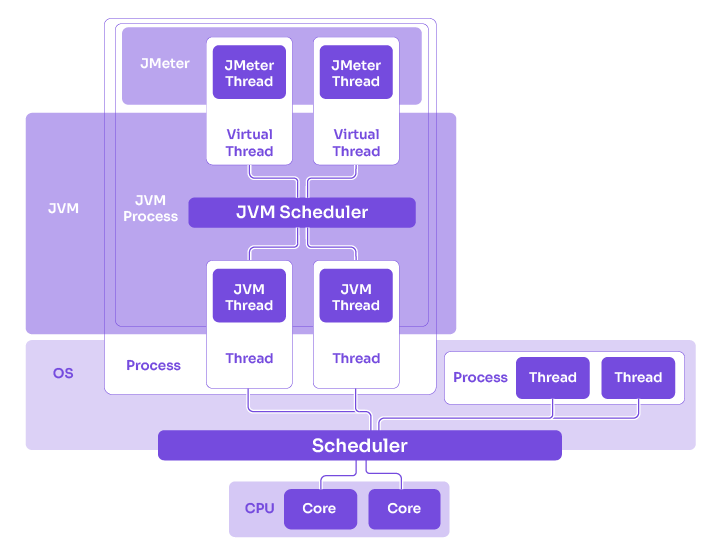 JMeter
JMeter
Thread
JMeter
Thread
Virtual
Thread
Virtual
Thread
JVM
JVM
Process
JVM Scheduler
JVM
Thread
JVM
Thread
Process
Thread
Thread
OS
Process
Thread
Thread
Scheduler
CPU
Core
Core